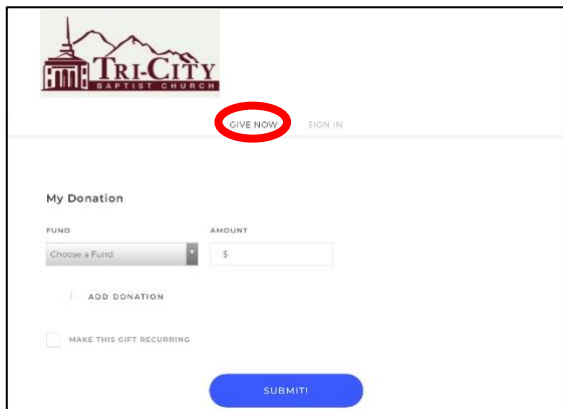 TRI-CITY
BAPTIST CHURCH
GIVE NOW SIGN IN
My Donation
FUND AMOUNT
Choose a Fund $
ADD DONATION
MAKE THIS GIFT RECURRING
SUBMIT!